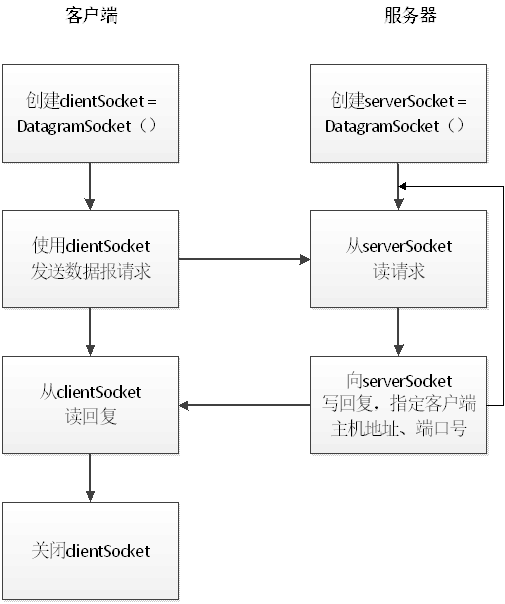 客户端
服务器
创建clientSocket =
DatagramSocket（）
创建serverSocket =
DatagramSocket（）
使用clientSocket
发送数据报请求
从serverSocket
读请求
从clientSocket
读回复
向serverSocket
写回复，指定客户端
主机地址、端口号
关闭clientSocket